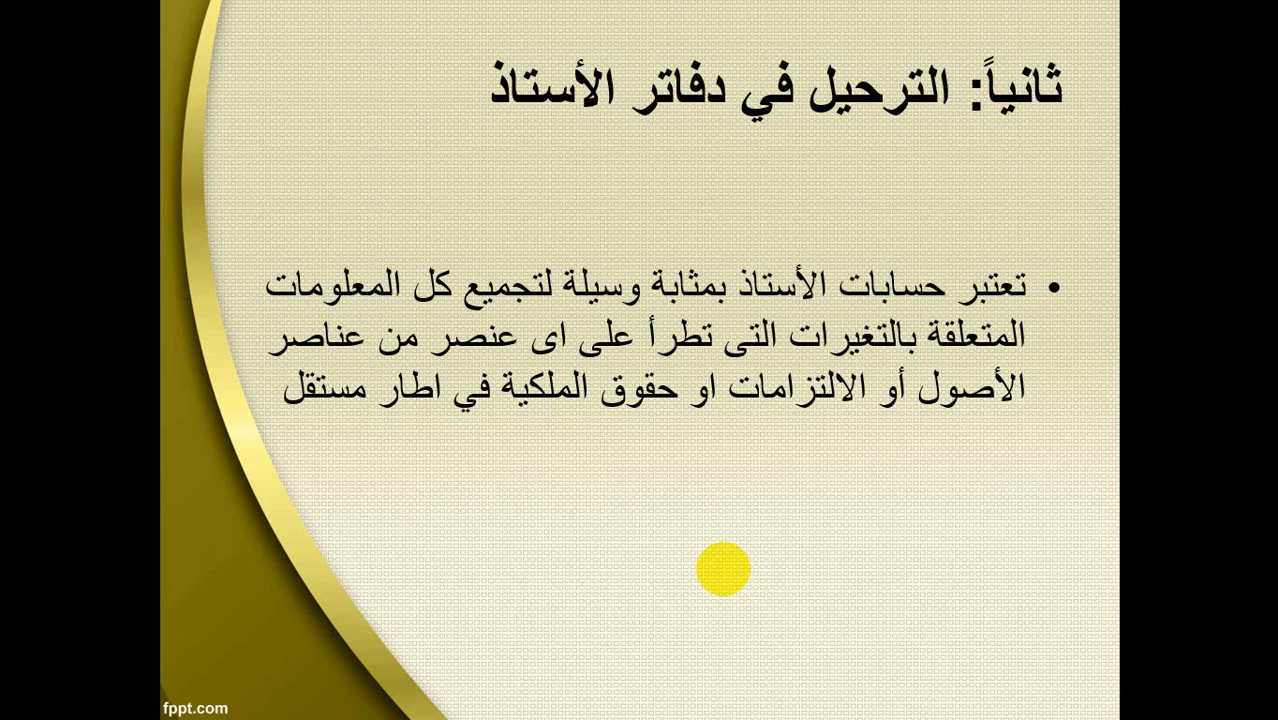 ثانياً: الترحيل في دفاتر الأستاذ
• تعتبر حسابات الأستاذ بمثابة وسيلة لتجميع كل المعلومات
المتعلقة بالتغيرات التى تطرأ على اى عنصر من عناصر
الأصول أو الالتزامات او حقوق الملكية في اطار مستقل
fppt.com